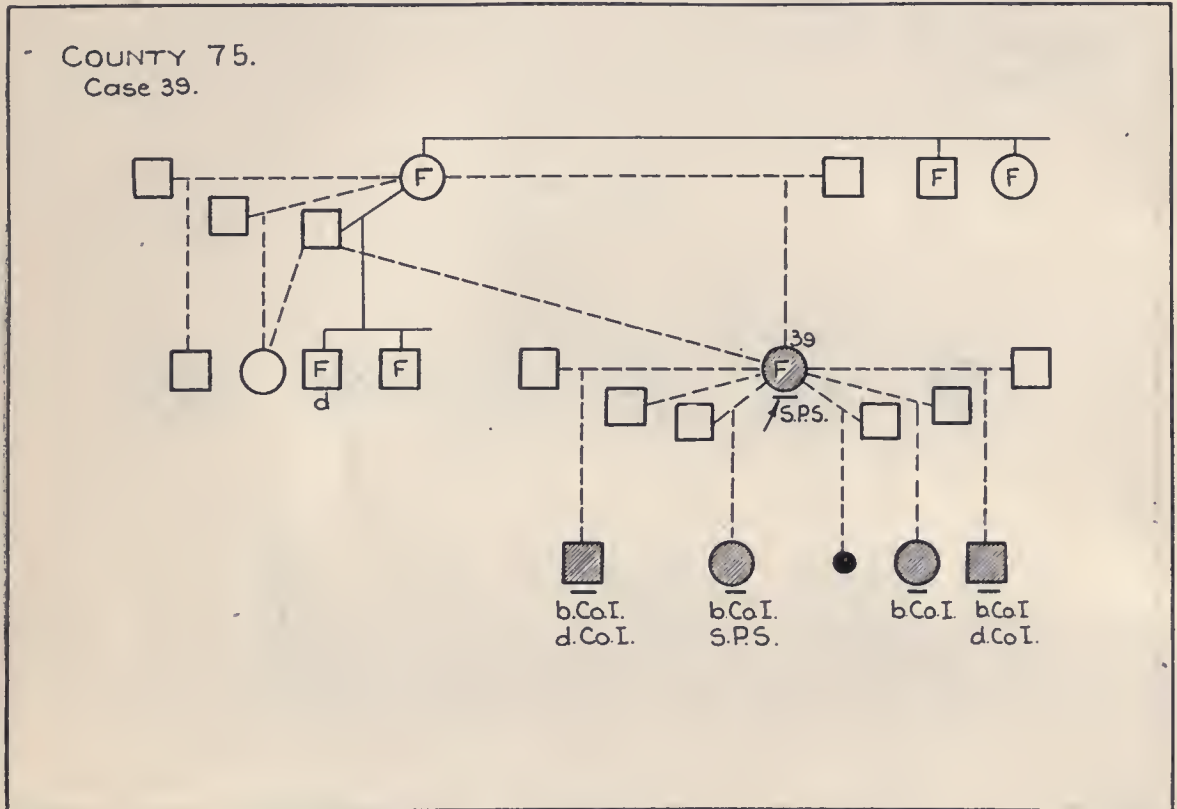 COUNTY 75.
Case 39.
F
F
F
39
F
F
F
d
S.P.S.
b.Co.I.
d.Co.I.
b.Co.I.
S.P.S.
b.Co.I.
b.Co.I
d.Co I.